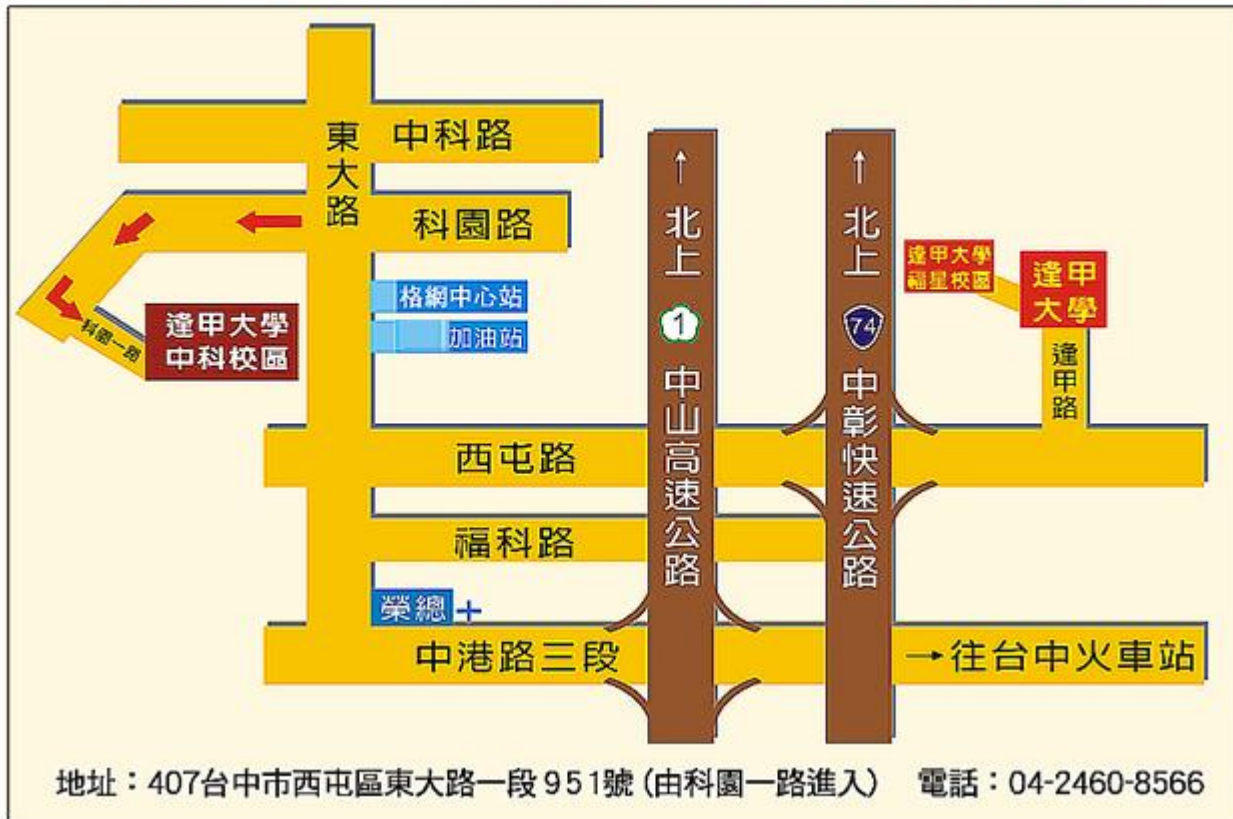 東大路
中科路
科園路
格網中心站
加油站
逢甲大學
中科校區
科園一路
↑北上 1 中山高速公路
↑北上 74 中彰快速公路
逢甲大學
福星校區
逢甲
大學
逢甲路
西屯路
福科路
榮總+
中港路三段
→往台中火車站
地址：407台中市西屯區東大路一段951號(由科園一路進入) 電話：04-2460-8566